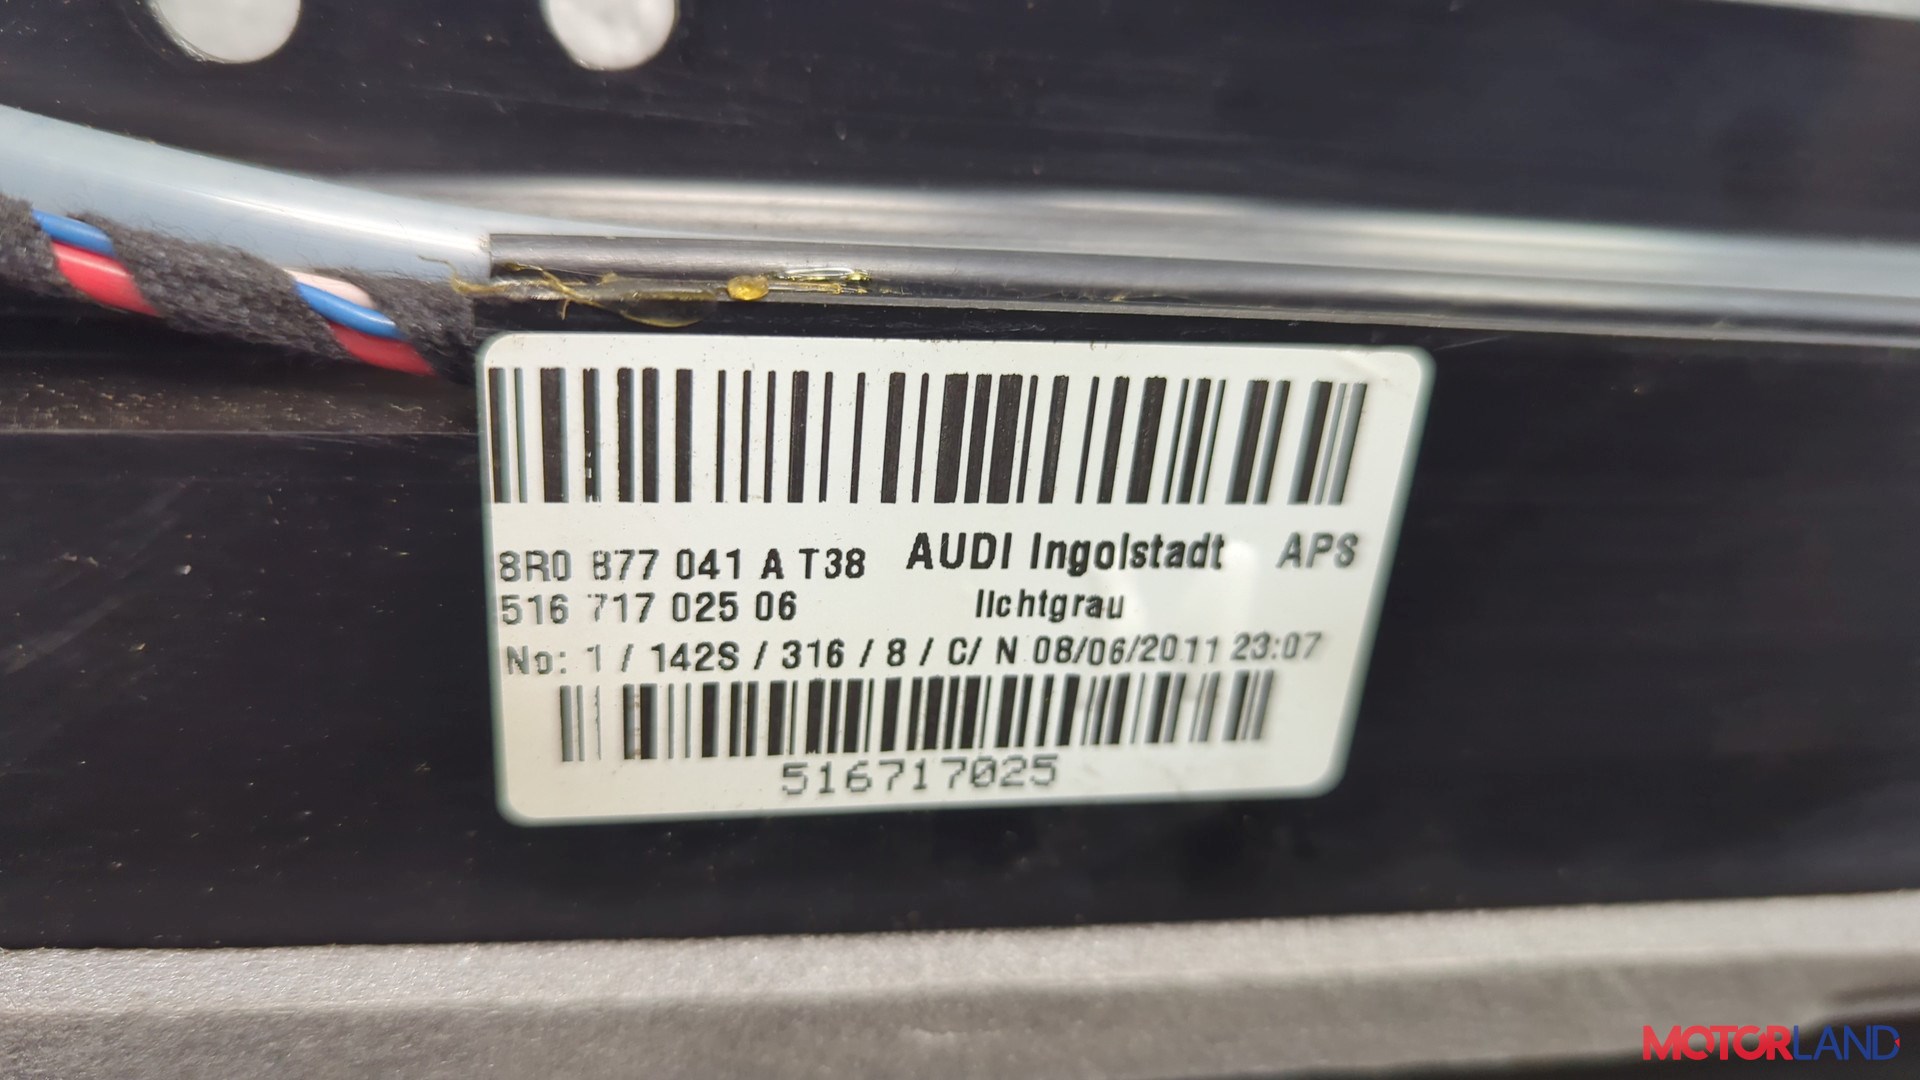 8R0 877 041 A T38 AUDI Ingolstadt APS
516 717 025 06 lichtgrau
No: 1 / 142S / 316 / 8 / C/ N 08/06/2011 23:07
516717025
MOTORLAND